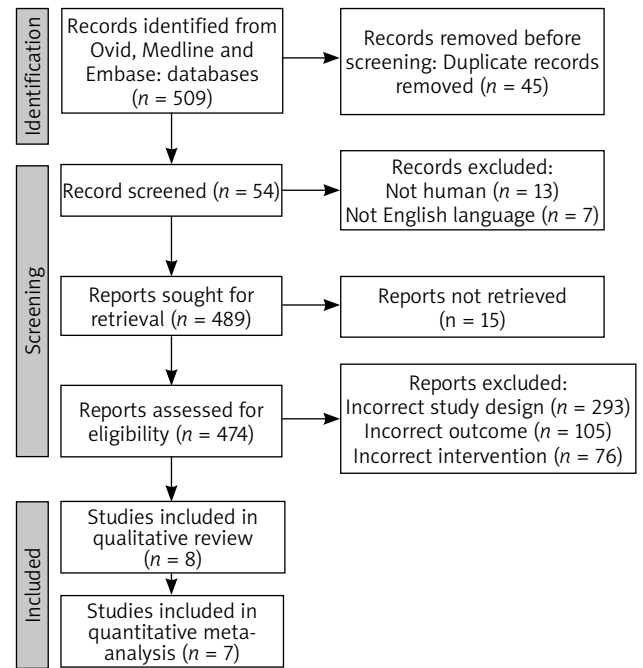 Identification
Records identified from
Ovid, Medline and
Embase: databases
(n = 509)
Records removed before
screening: Duplicate records
removed (n = 45)
Screening
Record screened (n = 54)
Records excluded:
Not human (n = 13)
Not English language (n = 7)
Reports sought for
retrieval (n = 489)
Reports not retrieved
(n = 15)
Reports assessed for
eligibility (n = 474)
Reports excluded:
Incorrect study design (n = 293)
Incorrect outcome (n = 105)
Incorrect intervention (n = 76)
Included
Studies included in
qualitative review
(n = 8)
Studies included in
quantitative meta-
analysis (n = 7)